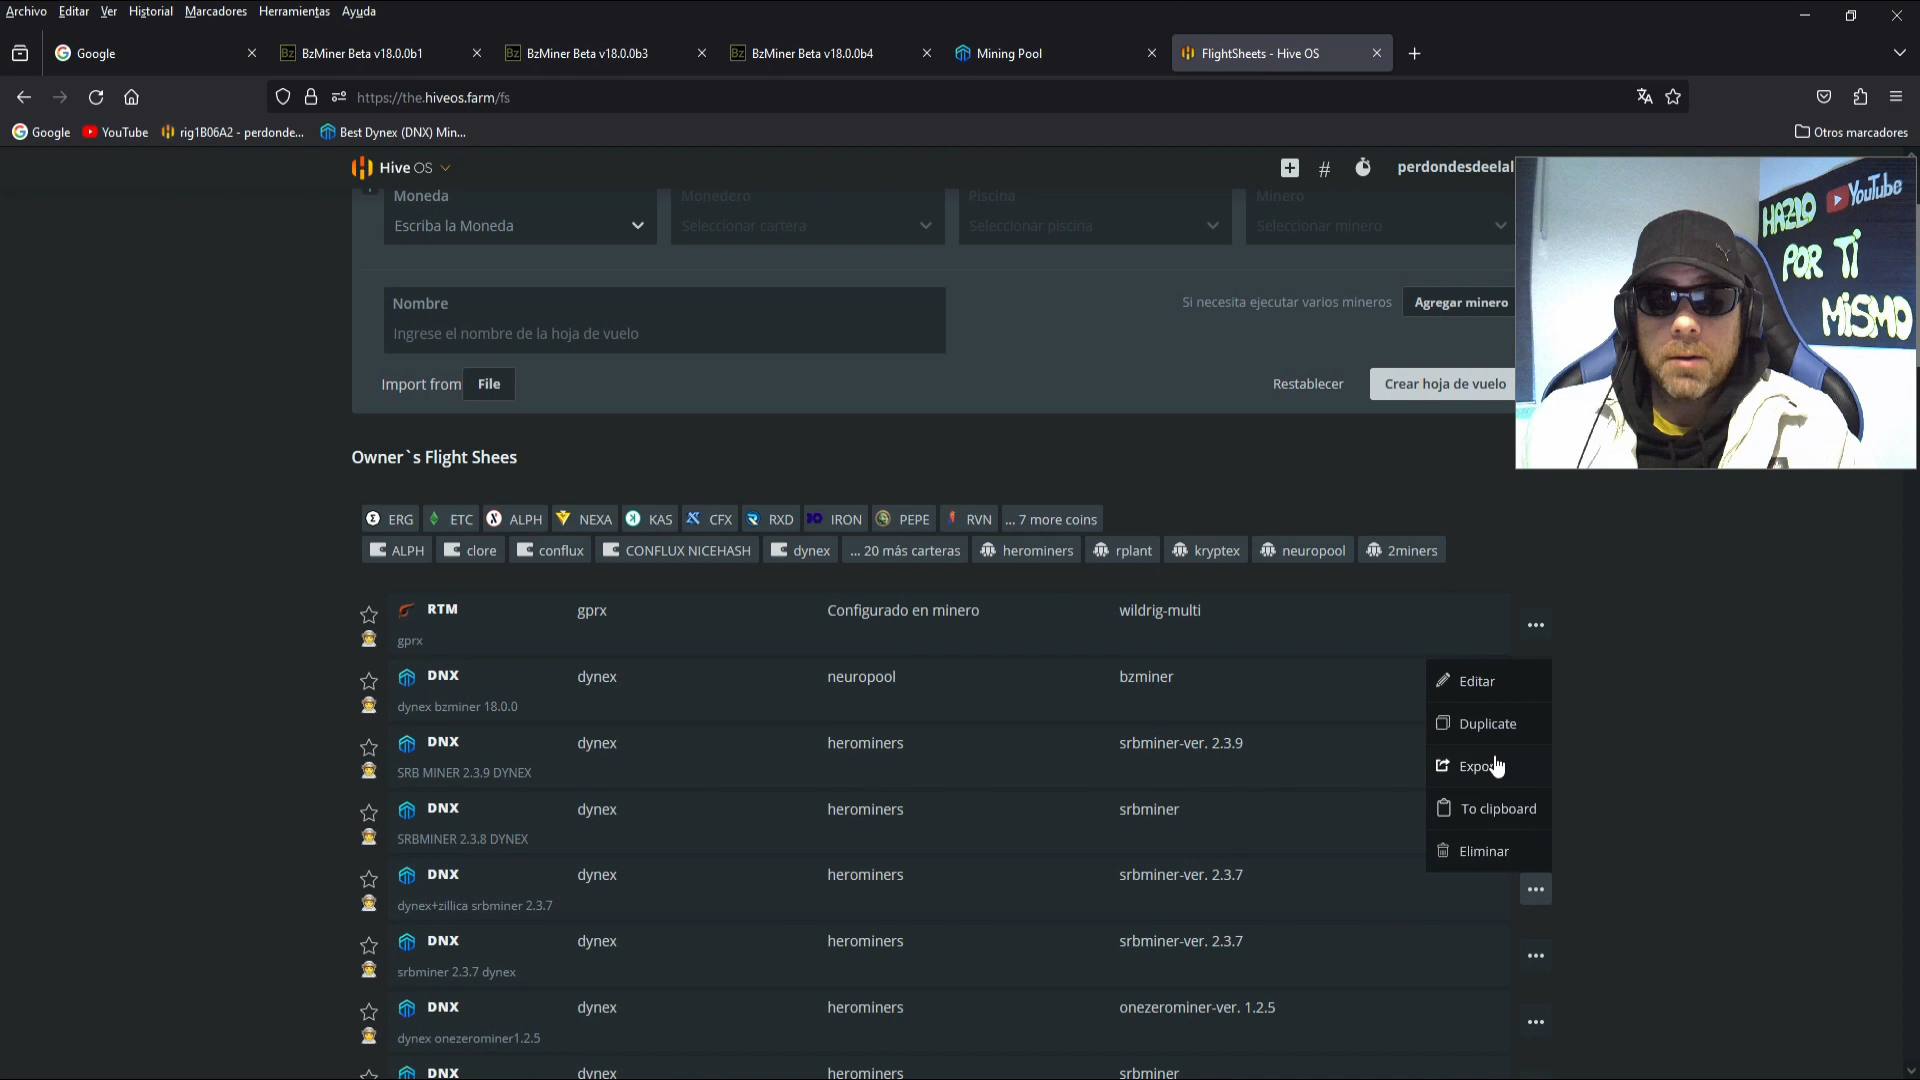 Archivo Editar Ver Historial Marcadores Herramientas Ayuda
Google
BzMiner Beta v18.0.0b1
BzMiner Beta v18.0.0b3
BzMiner Beta v18.0.0b4
Mining Pool
FlightSheets - Hive OS
https://the.hiveos.farm/fs
Google YouTube rig1B06A2 - perdonde... Best Dynex (DNX) Min... Otros marcadores
Hive OS # perdondesdeelal
Moneda Monedero Piscina Minero
Escriba la Moneda Seleccionar cartera Seleccionar piscina Seleccionar minero
Nombre
Ingrese el nombre de la hoja de vuelo
Si necesita ejecutar varios mineros Agregar minero
Import from File Restablecer Crear hoja de vuelo
HAZLO
YouTube
POR TI
MISMO
Owner`s Flight Shees
ERG ETC ALPH NEXA KAS CFX RXD IRON PEPE RVN ... 7 more coins
ALPH clore conflux CONFLUX NICEHASH dynex ... 20 más carteras herominers rplant kryptex neuropool 2miners
RTM gprx Configurado en minero wildrig-multi
gprx
DNX dynex neuropool bzminer
dynex bzminer 18.0.0
DNX dynex herominers srbminer-ver. 2.3.9
SRB MINER 2.3.9 DYNEX
DNX dynex herominers srbminer
SRBMINER 2.3.8 DYNEX
DNX dynex herominers srbminer-ver. 2.3.7
dynex+zillica srbminer 2.3.7
DNX dynex herominers srbminer-ver. 2.3.7
srbminer 2.3.7 dynex
DNX dynex herominers onezerominer-ver. 1.2.5
dynex onezerominer1.2.5
DNX dynex herominers srbminer
Editar
Duplicate
To clipboard
Eliminar